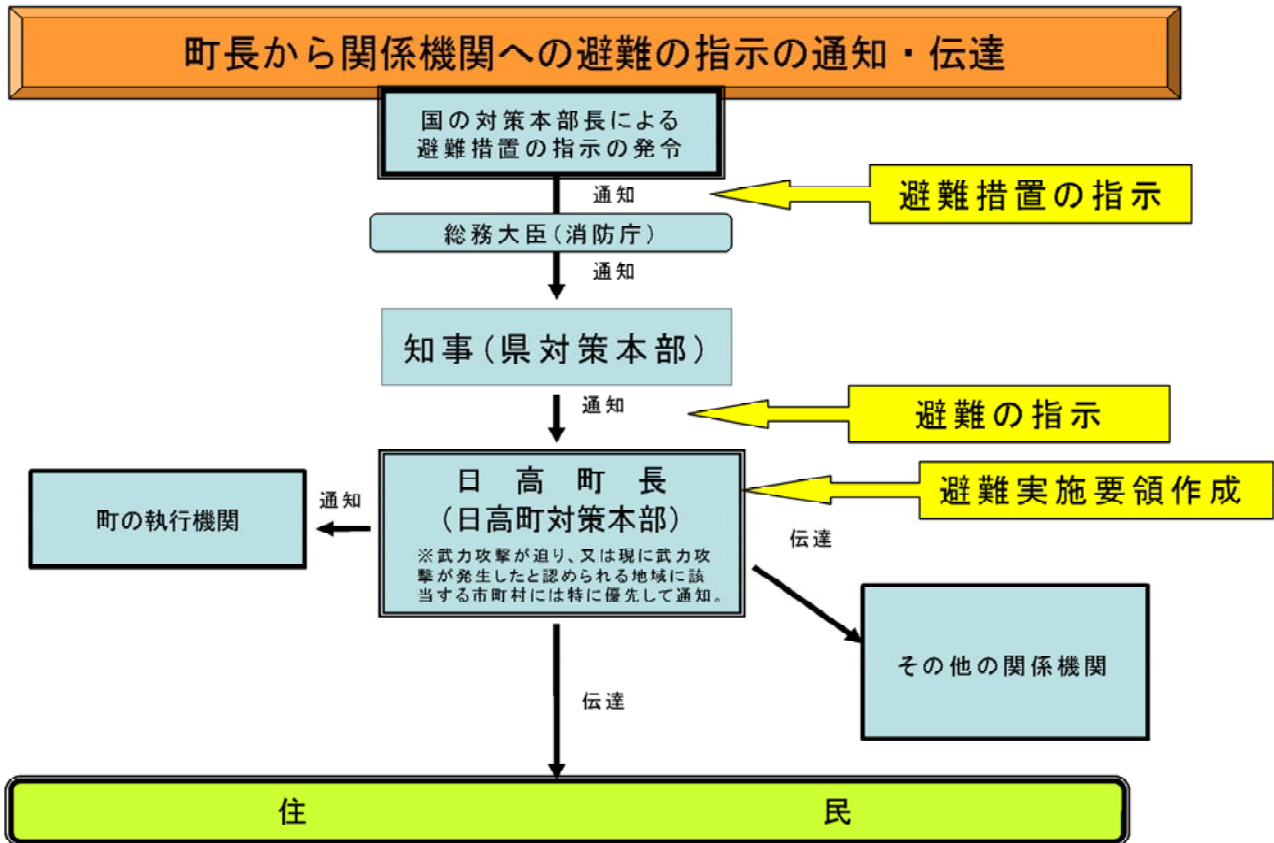 町長から関係機関への避難の指示の通知・伝達
国の対策本部長による
避難措置の指示の発令
通知
避難措置の指示
総務大臣(消防庁)
通知
知事(県対策本部)
通知
避難の指示
日高町長
(日高町対策本部)
※武力攻撃が迫り、又は現に武力攻
撃が発生したと認められる地域に該
当する市町村には特に優先して通知。
避難実施要領作成
通知
町の執行機関
伝達
その他の関係機関
伝達
住民